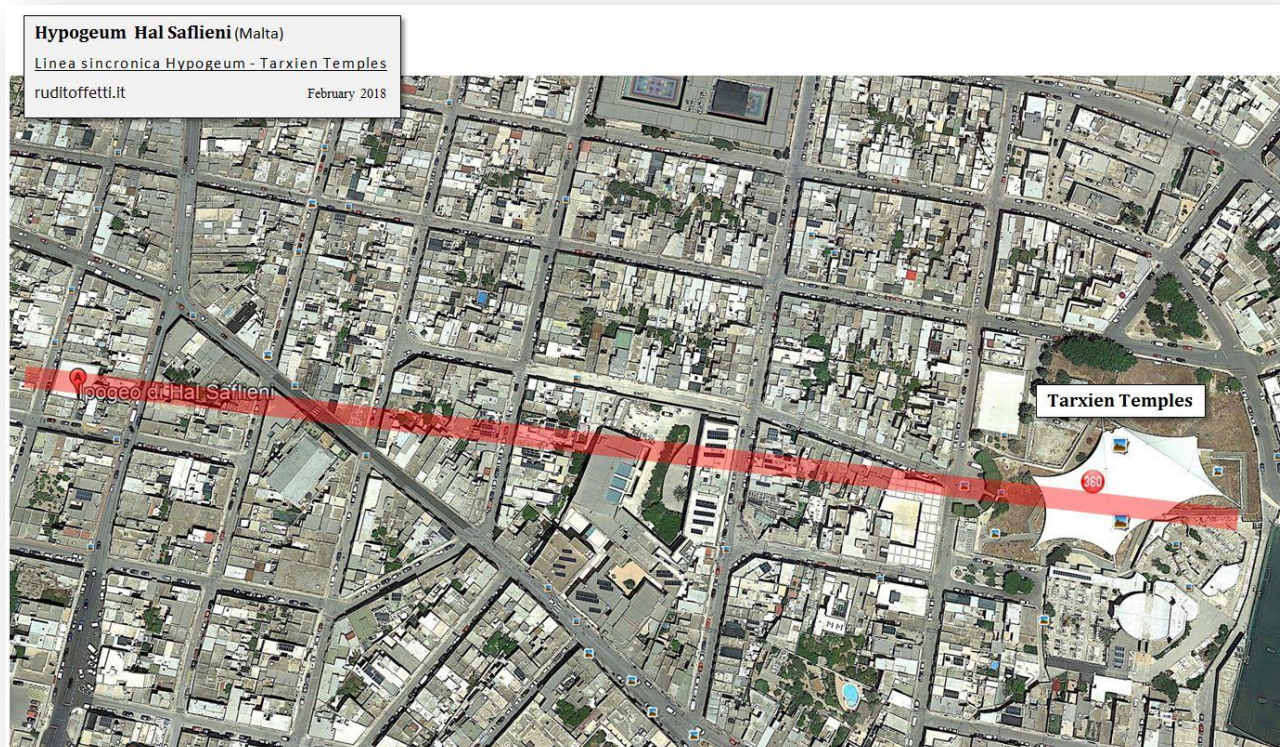 Hypogeum Hal Saflieni (Malta)
Linea sincronica Hypogeum - Tarxien Temples
ruditoffetti.it February 2018
A
Ipogeo di Hal Saflieni
Tarxien Temples
360